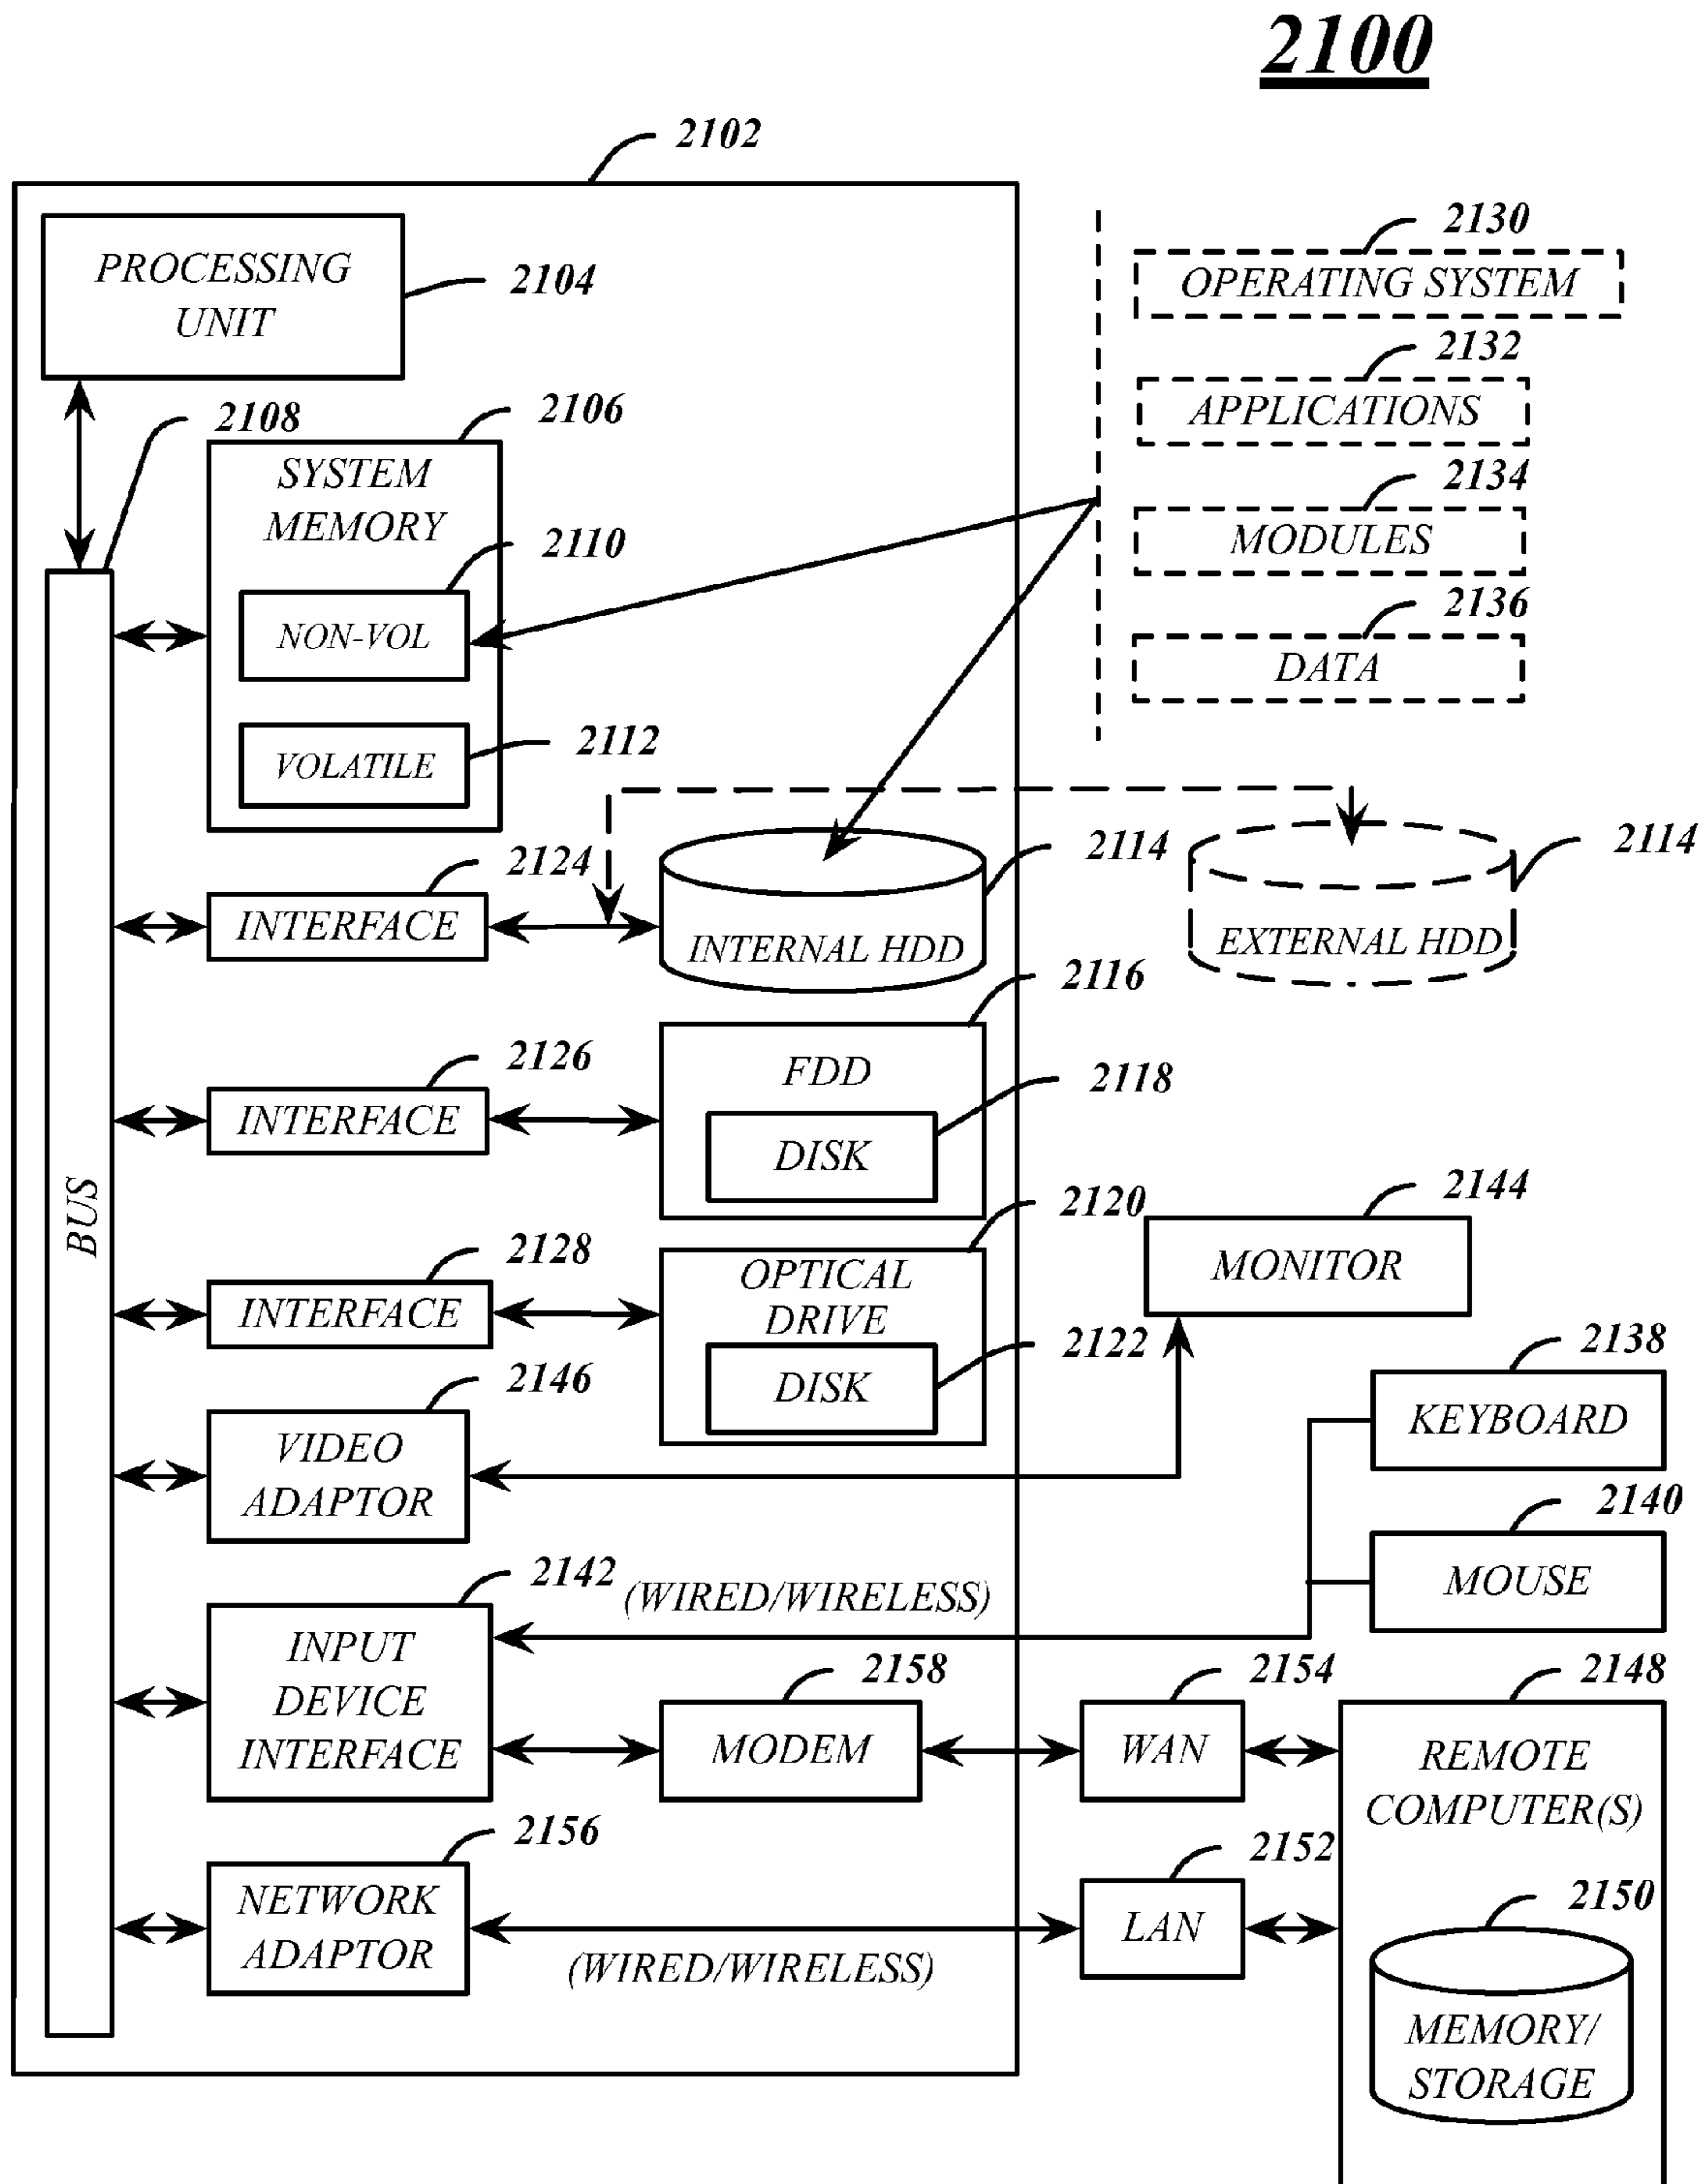 2100
2102
PROCESSING
UNIT
2104
2130
OPERATING SYSTEM
2132
APPLICATIONS
2134
MODULES
2136
DATA
2108
2106
SYSTEM
MEMORY
2110
NON-VOL
2112
VOLATILE
2124
INTERFACE
2114
INTERNAL HDD
2114
EXTERNAL HDD
2116
FDD
2126
INTERFACE
2118
DISK
BUS
2120
OPTICAL
DRIVE
2128
INTERFACE
2122
DISK
2144
MONITOR
2146
VIDEO
ADAPTOR
2138
KEYBOARD
2140
MOUSE
2142
(WIRED/WIRELESS)
INPUT
DEVICE
INTERFACE
2158
MODEM
2154
WAN
2148
REMOTE
COMPUTER(S)
2156
NETWORK
ADAPTOR
(WIRED/WIRELESS)
2152
LAN
2150
MEMORY/
STORAGE